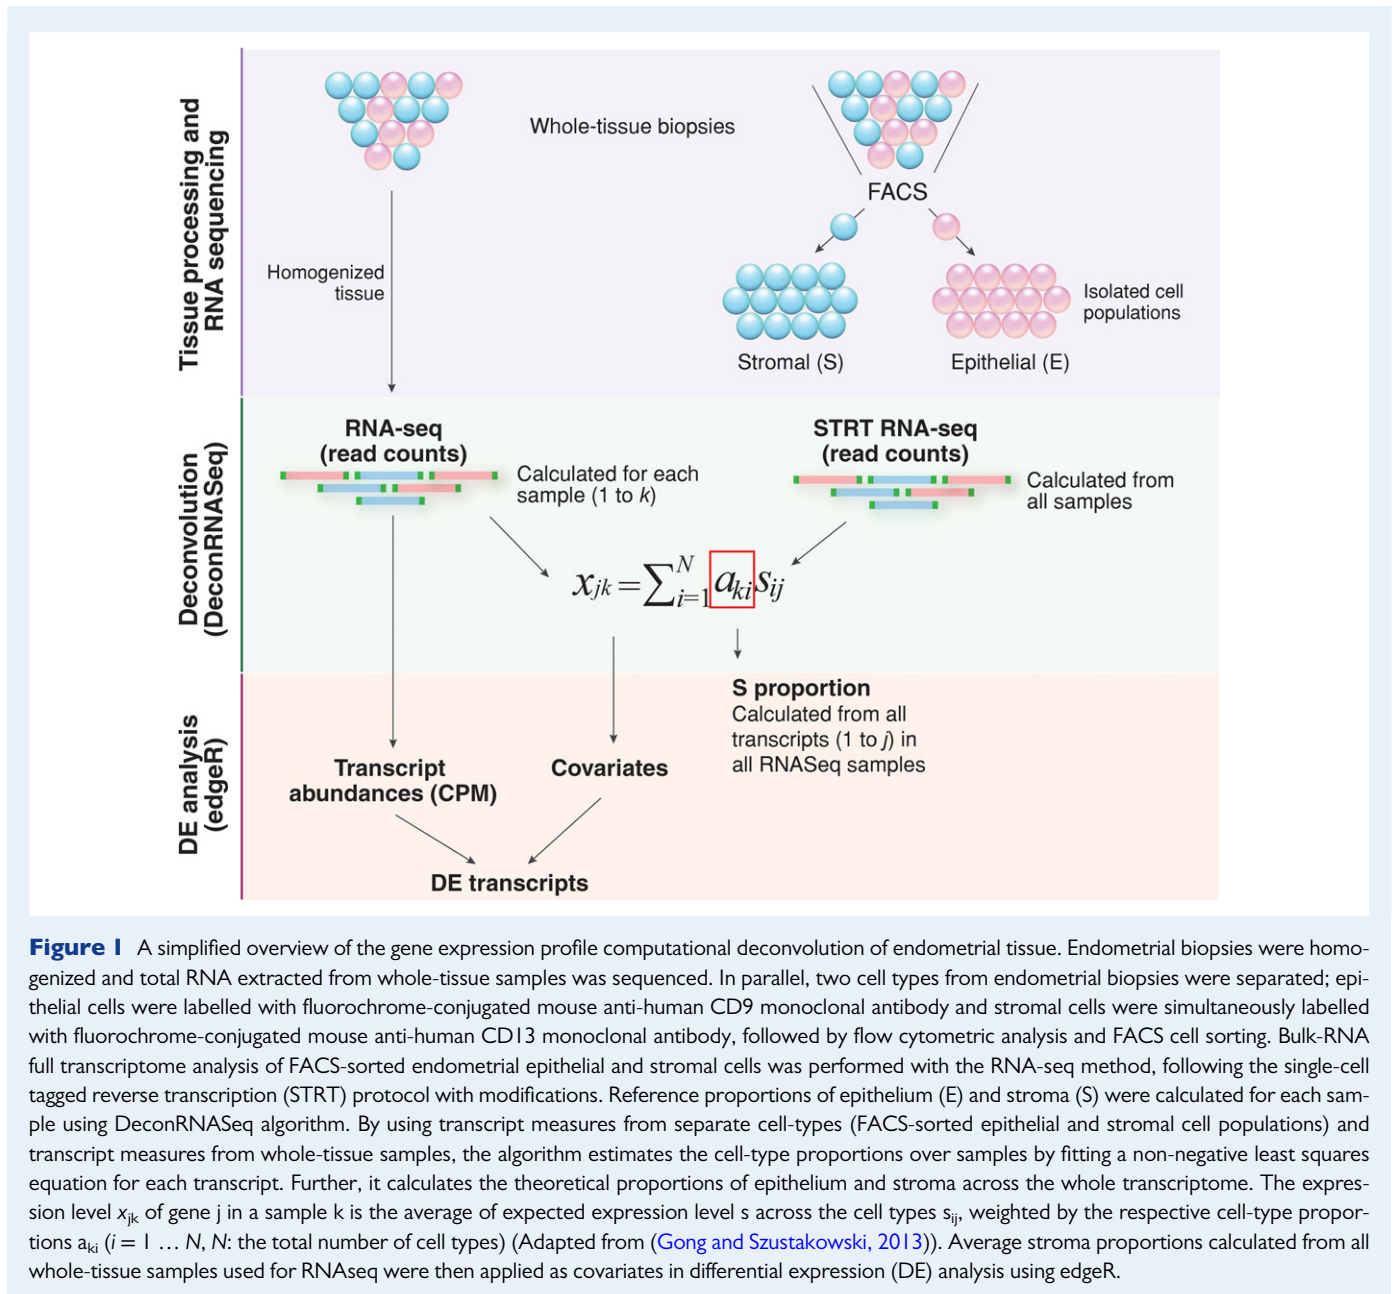 Tissue processing and
RNA sequencing
Whole-tissue biopsies
FACS
Homogenized
tissue
Isolated cell
populations
Stromal (S)
Epithelial (E)
Deconvolution
(DeconRNASeq)
RNA-seq
(read counts)
Calculated for each
sample (1 to k)
STRT RNA-seq
(read counts)
Calculated from
all samples
x_jk = ∑_{i=1}^{N} a_ki s_ij
DE analysis
(edgeR)
S proportion
Calculated from all
transcripts (1 to j) in
all RNASeq samples
Transcript
abundances (CPM)
Covariates
DE transcripts
Figure 1 A simplified overview of the gene expression profile computational deconvolution of endometrial tissue. Endometrial biopsies were homo-
genized and total RNA extracted from whole-tissue samples was sequenced. In parallel, two cell types from endometrial biopsies were separated; epi-
thelial cells were labelled with fluorochrome-conjugated mouse anti-human CD9 monoclonal antibody and stromal cells were simultaneously labelled
with fluorochrome-conjugated mouse anti-human CD13 monoclonal antibody, followed by flow cytometric analysis and FACS cell sorting. Bulk-RNA
full transcriptome analysis of FACS-sorted endometrial epithelial and stromal cells was performed with the RNA-seq method, following the single-cell
tagged reverse transcription (STRT) protocol with modifications. Reference proportions of epithelium (E) and stroma (S) were calculated for each sam-
ple using DeconRNASeq algorithm. By using transcript measures from separate cell-types (FACS-sorted epithelial and stromal cell populations) and
transcript measures from whole-tissue samples, the algorithm estimates the cell-type proportions over samples by fitting a non-negative least squares
equation for each transcript. Further, it calculates the theoretical proportions of epithelium and stroma across the whole transcriptome. The expres-
sion level x_jk of gene j in a sample k is the average of expected expression level s across the cell types s_ij, weighted by the respective cell-type propor-
tions a_ki (i = 1 … N, N: the total number of cell types) (Adapted from (Gong and Szustakowski, 2013)). Average stroma proportions calculated from all
whole-tissue samples used for RNAseq were then applied as covariates in differential expression (DE) analysis using edgeR.